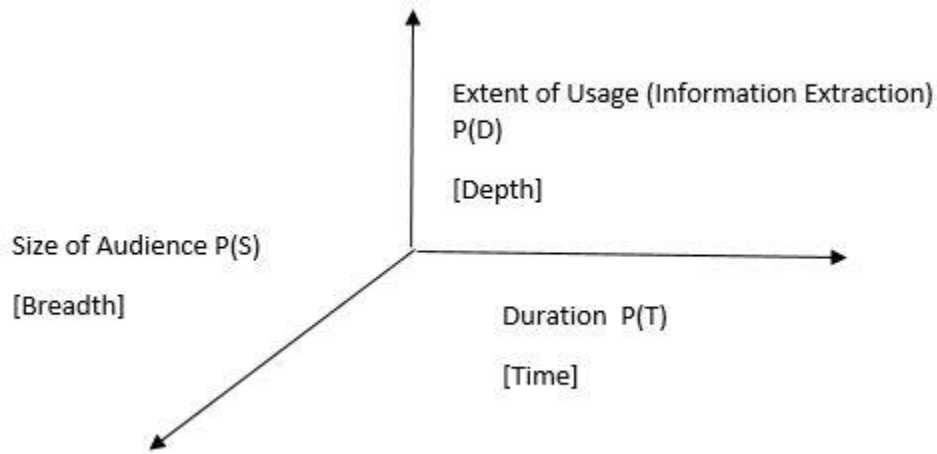 Extent of Usage (Information Extraction)
P(D)
[Depth]
Size of Audience P(S)
[Breadth]
Duration  P(T)
[Time]